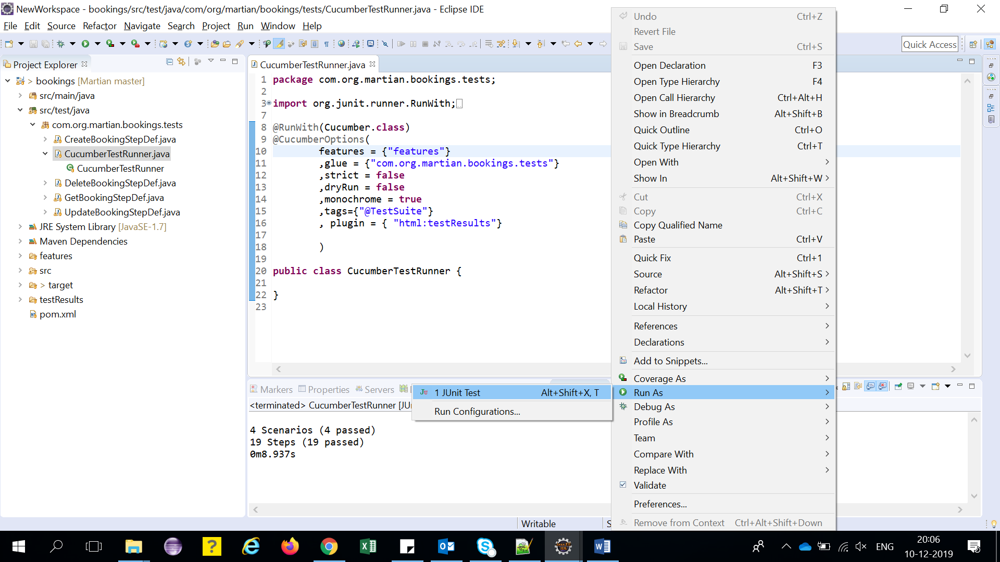 NewWorkspace - bookings/src/test/java/com/org/martian/bookings/tests/CucumberTestRunner.java - Eclipse IDE
File Edit Source Refactor Navigate Search Project Run Window Help
Quick Access
Project Explorer
> bookings [Martian master]
src/main/java
src/test/java
com.org.martian.bookings.tests
CreateBookingStepDef.java
CucumberTestRunner.java
CucumberTestRunner
DeleteBookingStepDef.java
GetBookingStepDef.java
UpdateBookingStepDef.java
JRE System Library [JavaSE-1.7]
Maven Dependencies
features
src
> target
testResults
pom.xml
CucumberTestRunner.java
1 package com.org.martian.bookings.tests;
2
3 import org.junit.runner.RunWith;
7
8 @RunWith(Cucumber.class)
9 @CucumberOptions(
10 features = {"features"}
11 ,glue = {"com.org.martian.bookings.tests"}
12 ,strict = false
13 ,dryRun = false
14 ,monochrome = true
15 ,tags={"@TestSuite"}
16 , plugin = { "html:testResults"}
17
18 )
19
20 public class CucumberTestRunner {
21
22 }
23
Markers Properties Servers
<terminated> CucumberTestRunner [JU
4 Scenarios (4 passed)
19 Steps (19 passed)
0m8.937s
Ju 1 JUnit Test Alt+Shift+X, T
Run Configurations...
Undo Ctrl+Z
Revert File
Save Ctrl+S
Open Declaration F3
Open Type Hierarchy F4
Open Call Hierarchy Ctrl+Alt+H
Show in Breadcrumb Alt+Shift+B
Quick Outline Ctrl+O
Quick Type Hierarchy Ctrl+T
Open With
Show In Alt+Shift+W
Cut Ctrl+X
Copy Ctrl+C
Copy Qualified Name
Paste Ctrl+V
Quick Fix Ctrl+1
Source Alt+Shift+S
Refactor Alt+Shift+T
Local History
References
Declarations
Add to Snippets...
Coverage As
Run As
Debug As
Profile As
Team
Compare With
Replace With
Validate
Preferences...
Remove from Context Ctrl+Alt+Shift+Down
Writable S
ENG
20:06
10-12-2019